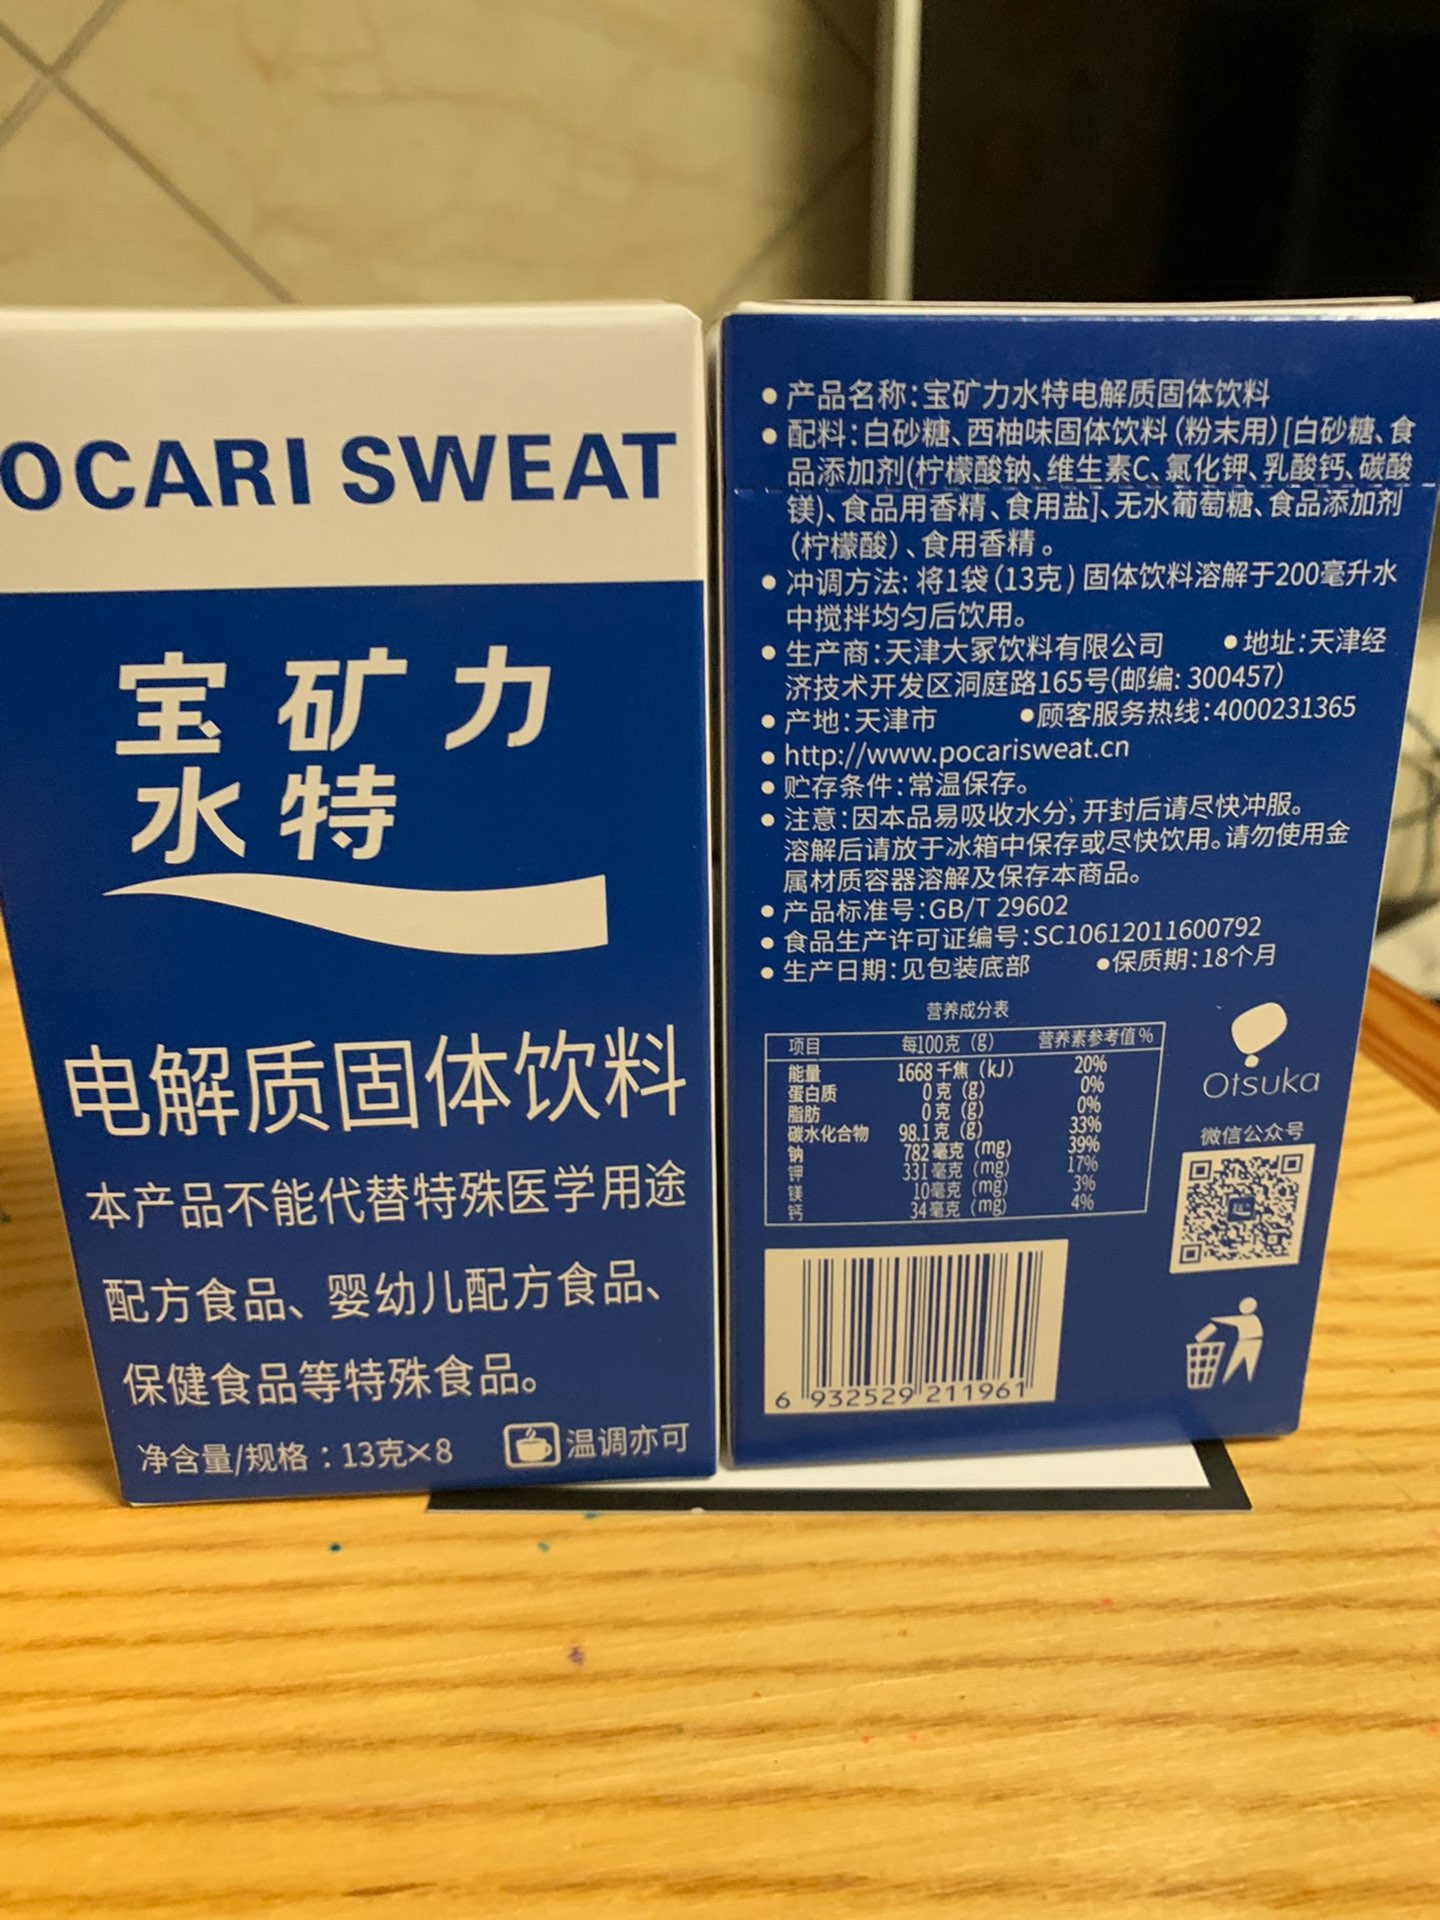 OCARI SWEAT
宝矿力
水特
电解质固体饮料
本产品不能代替特殊医学用途
配方食品、婴幼儿配方食品、
保健食品等特殊食品。
净含量/规格：13克×8
温调亦可
●产品名称:宝矿力水特电解质固体饮料
●配料:白砂糖、西柚味固体饮料(粉末用)[白砂糖、食
品添加剂(柠檬酸钠、维生素C、氯化钾、乳酸钙、碳酸
镁)、食品用香精、食用盐]、无水葡萄糖、食品添加剂
(柠檬酸)、食用香精。
●冲调方法:将1袋(13克)固体饮料溶解于200毫升水
中搅拌均匀后饮用。
●生产商:天津大冢饮料有限公司 ●地址:天津经
济技术开发区洞庭路165号(邮编:300457)
●产地:天津市 ●顾客服务热线:4000231365
●http://www.pocarisweat.cn
●贮存条件:常温保存。
●注意:因本品易吸收水分,开封后请尽快冲服。
溶解后请放于冰箱中保存或尽快饮用。请勿使用金
属材质容器溶解及保存本商品。
●产品标准号:GB/T 29602
●食品生产许可证编号:SC10612011600792
●生产日期:见包装底部 ●保质期:18个月
营养成分表
项目 每100克(g) 营养素参考值%
能量 1668千焦(kJ) 20%
蛋白质 0克(g) 0%
脂肪 0克(g) 0%
碳水化合物 98.1克(g) 33%
钠 782毫克(mg) 39%
钾 331毫克(mg) 17%
镁 10毫克(mg) 3%
钙 34毫克(mg) 4%
Otsuka
微信公众号
6 932529 211961